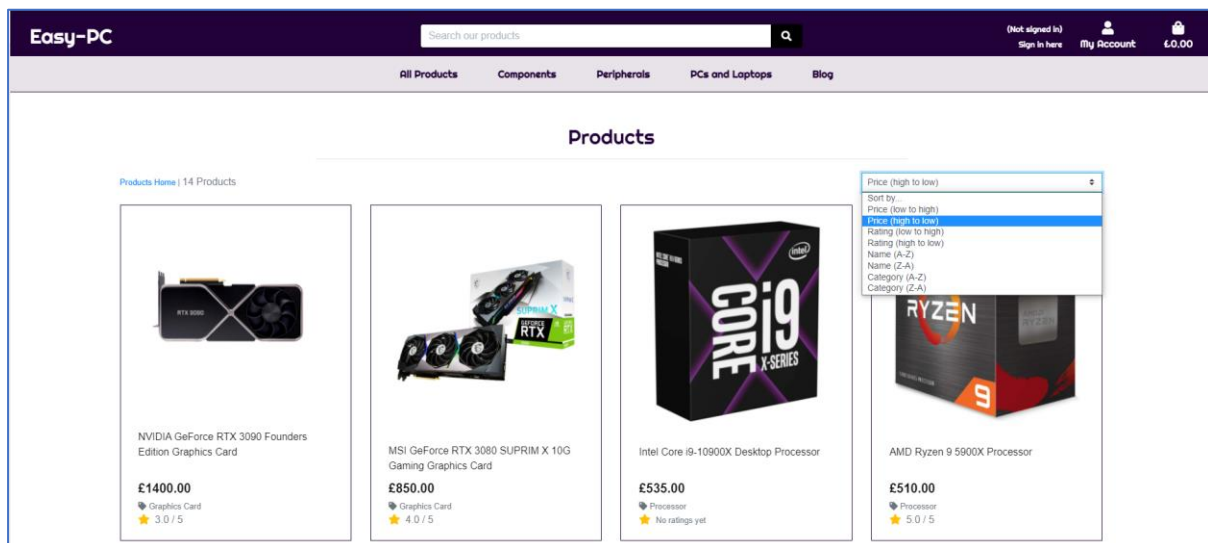 Easy-PC
Search our products
(Not signed in)
Sign in here
My Account
£0.00
All Products
Components
Peripherals
PCs and Laptops
Blog
Products
Products Home | 14 Products
Price (high to low)
Sort by...
Price (low to high)
Price (high to low)
Rating (low to high)
Rating (high to low)
Name (A-Z)
Name (Z-A)
Category (A-Z)
Category (Z-A)
RTX 3090
NVIDIA GeForce RTX 3090 Founders
Edition Graphics Card
£1400.00
Graphics Card
3.0 / 5
SUPRIM X
GEFORCE
RTX
MSI GeForce RTX 3080 SUPRIM X 10G
Gaming Graphics Card
£850.00
Graphics Card
4.0 / 5
intel
CORE i9
X-SERIES
Intel Core i9-10900X Desktop Processor
£535.00
Processor
No ratings yet
RYZEN
RYZEN
9
AMD Ryzen 9 5900X Processor
£510.00
Processor
5.0 / 5